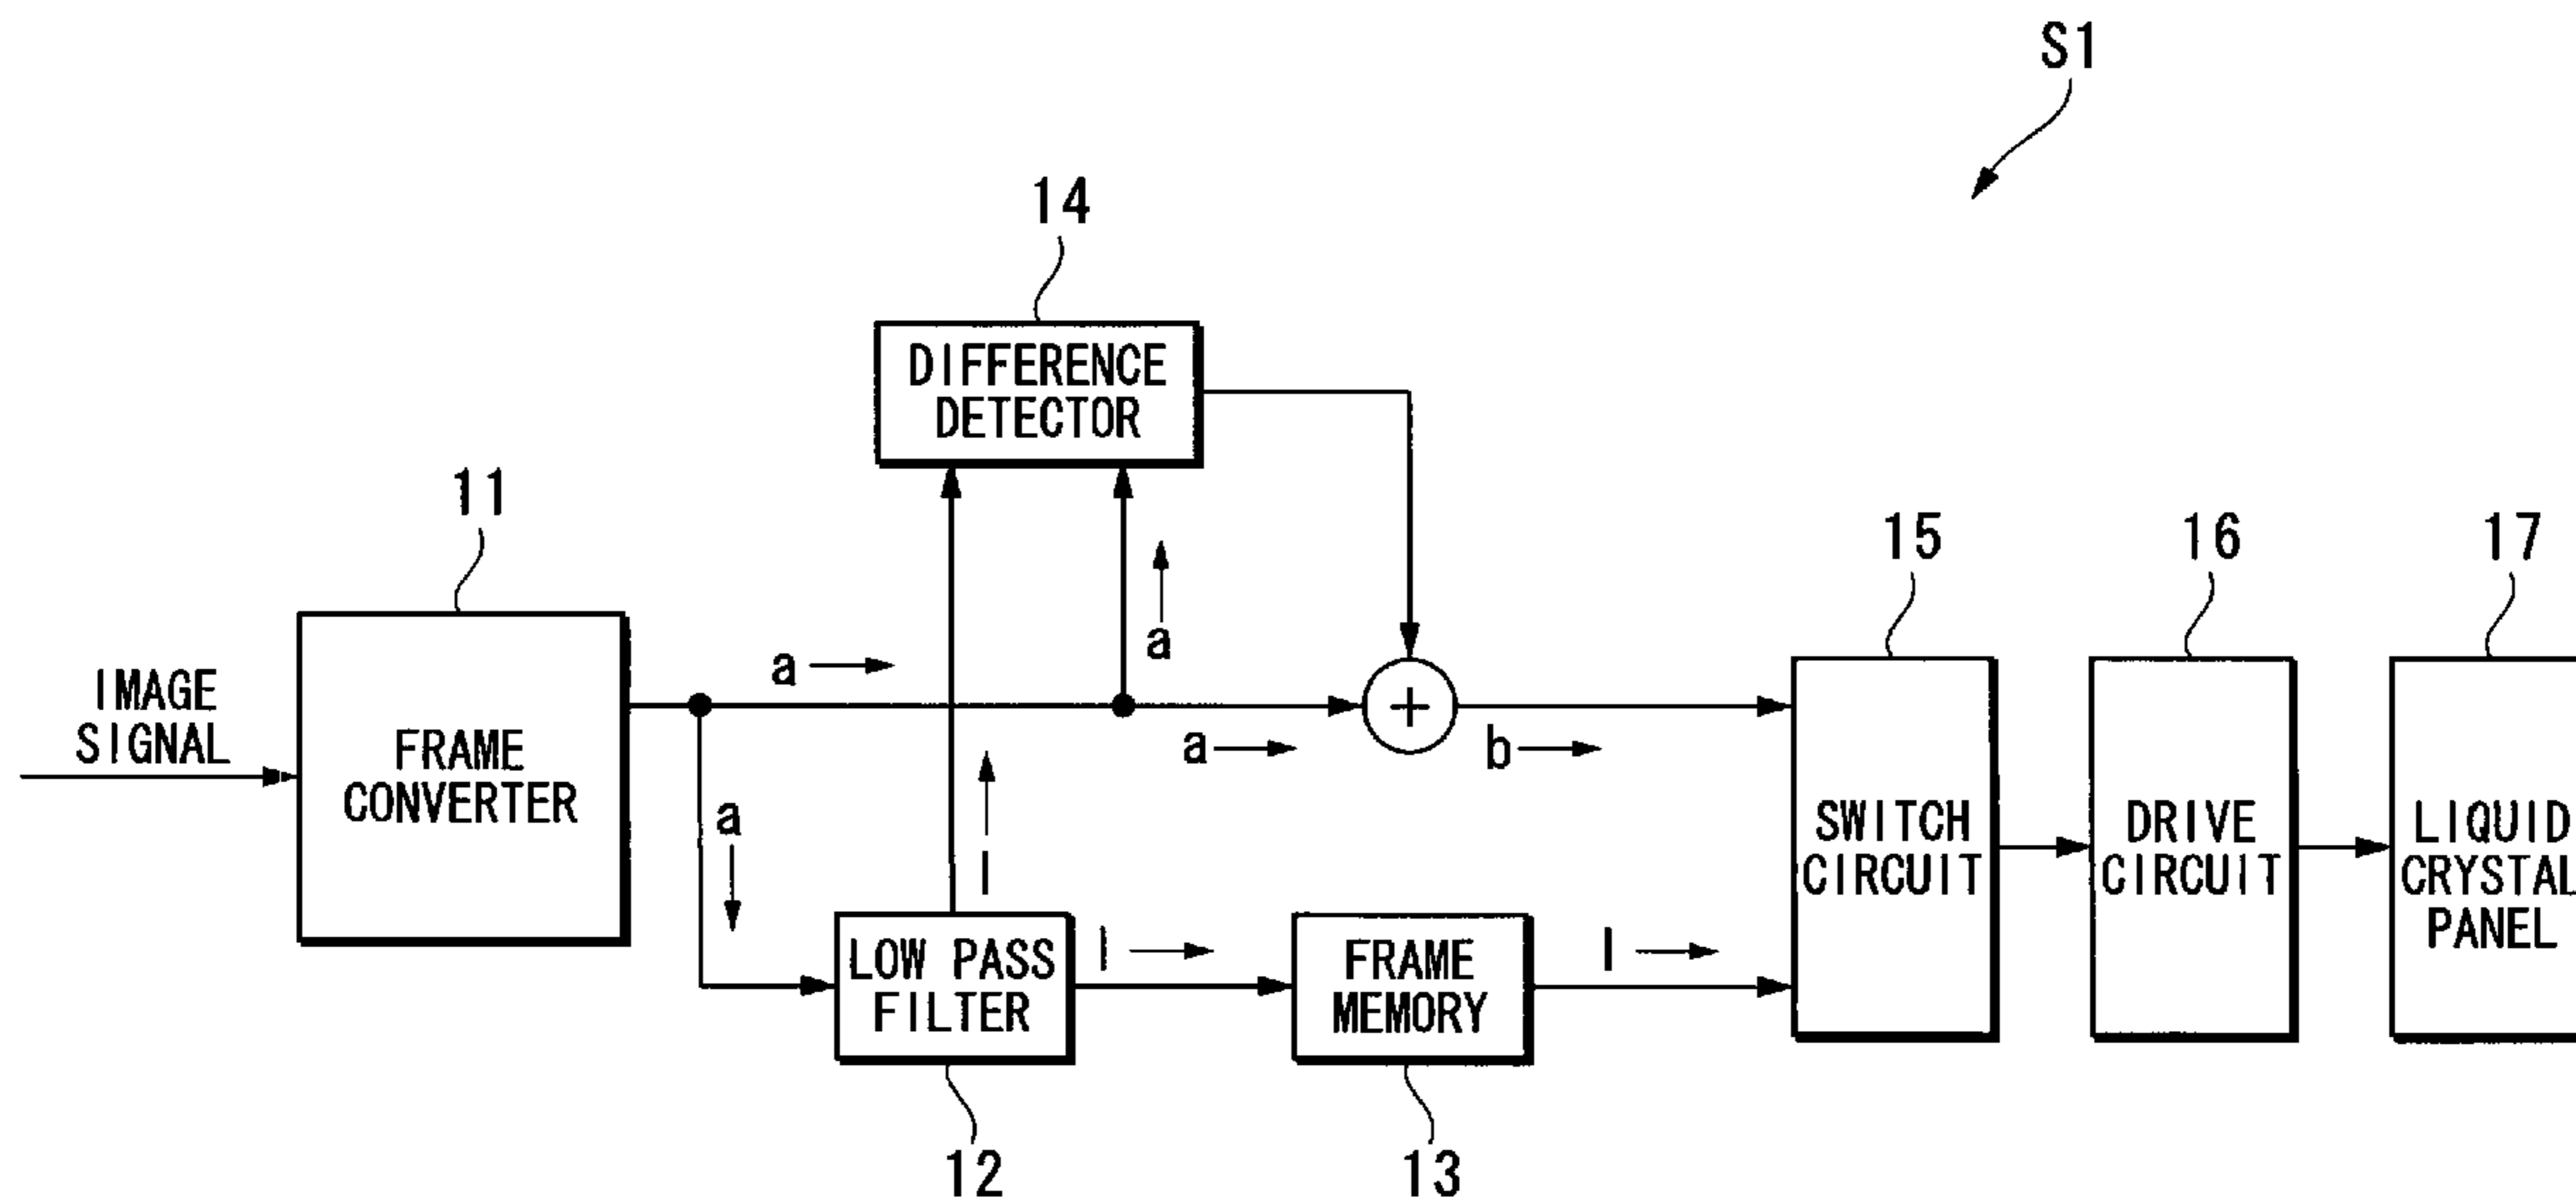 S1
14
DIFFERENCE
DETECTOR
11
15
16
17
IMAGE
SIGNAL
FRAME
CONVERTER
a
a
a
b
a
l
SWITCH
CIRCUIT
DRIVE
CIRCUIT
LIQUID
CRYSTAL
PANEL
LOW PASS
FILTER
l
FRAME
MEMORY
l
12
13